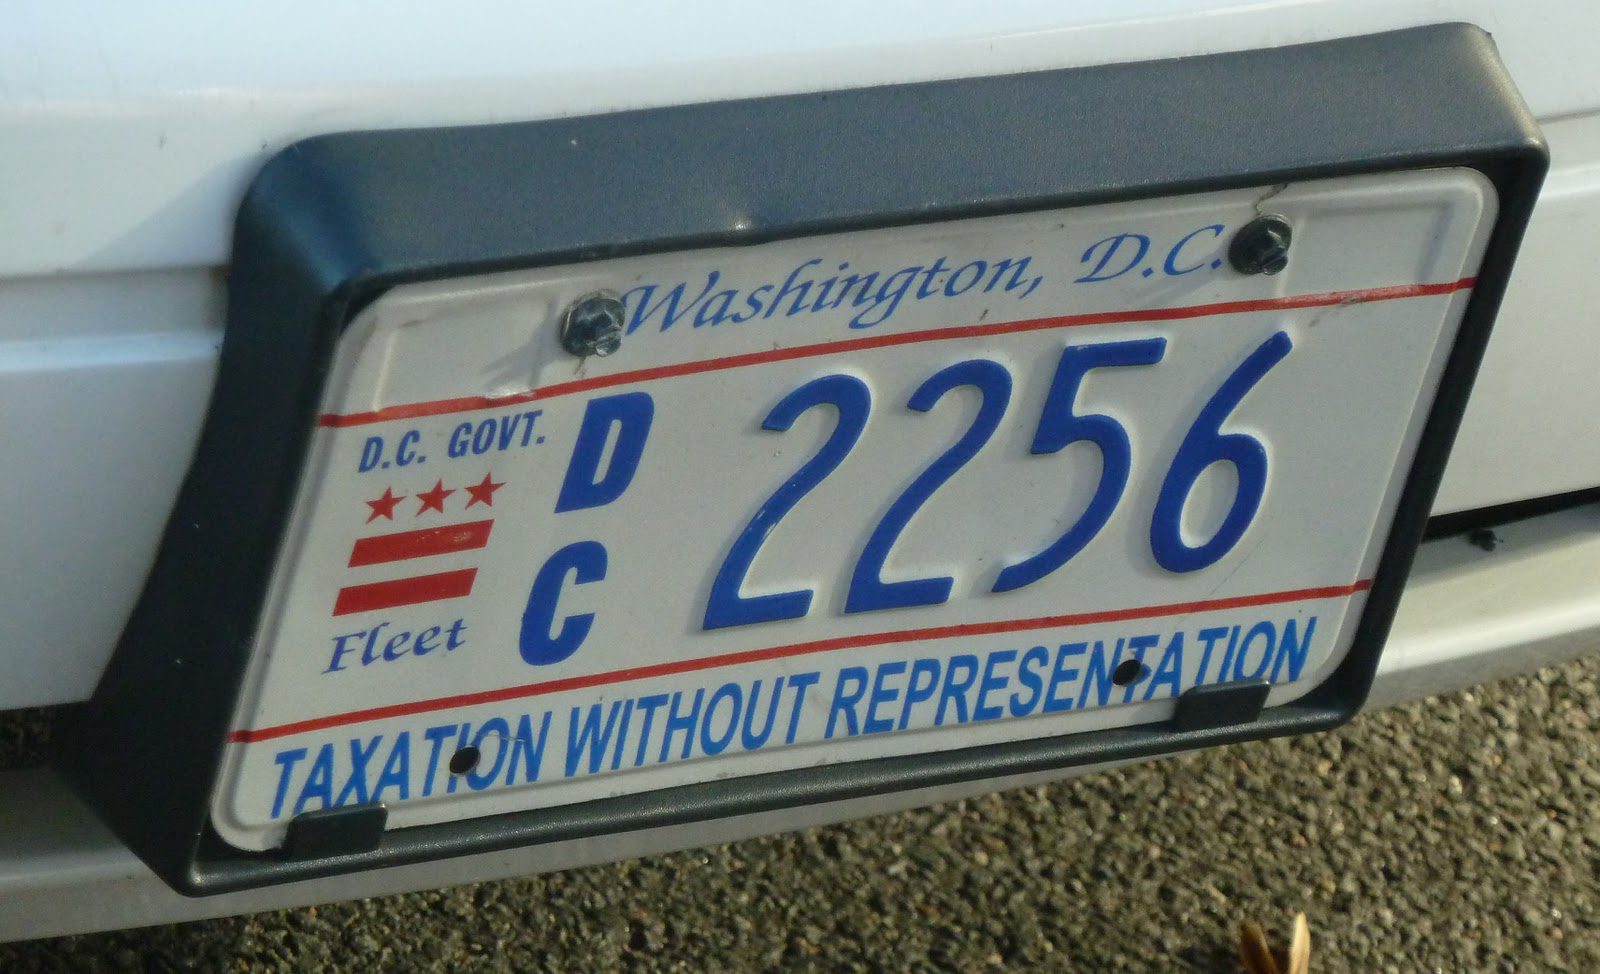 Washington, D.C.
D.C. GOVT.
Fleet
DC
2256
TAXATION WITHOUT REPRESENTATION